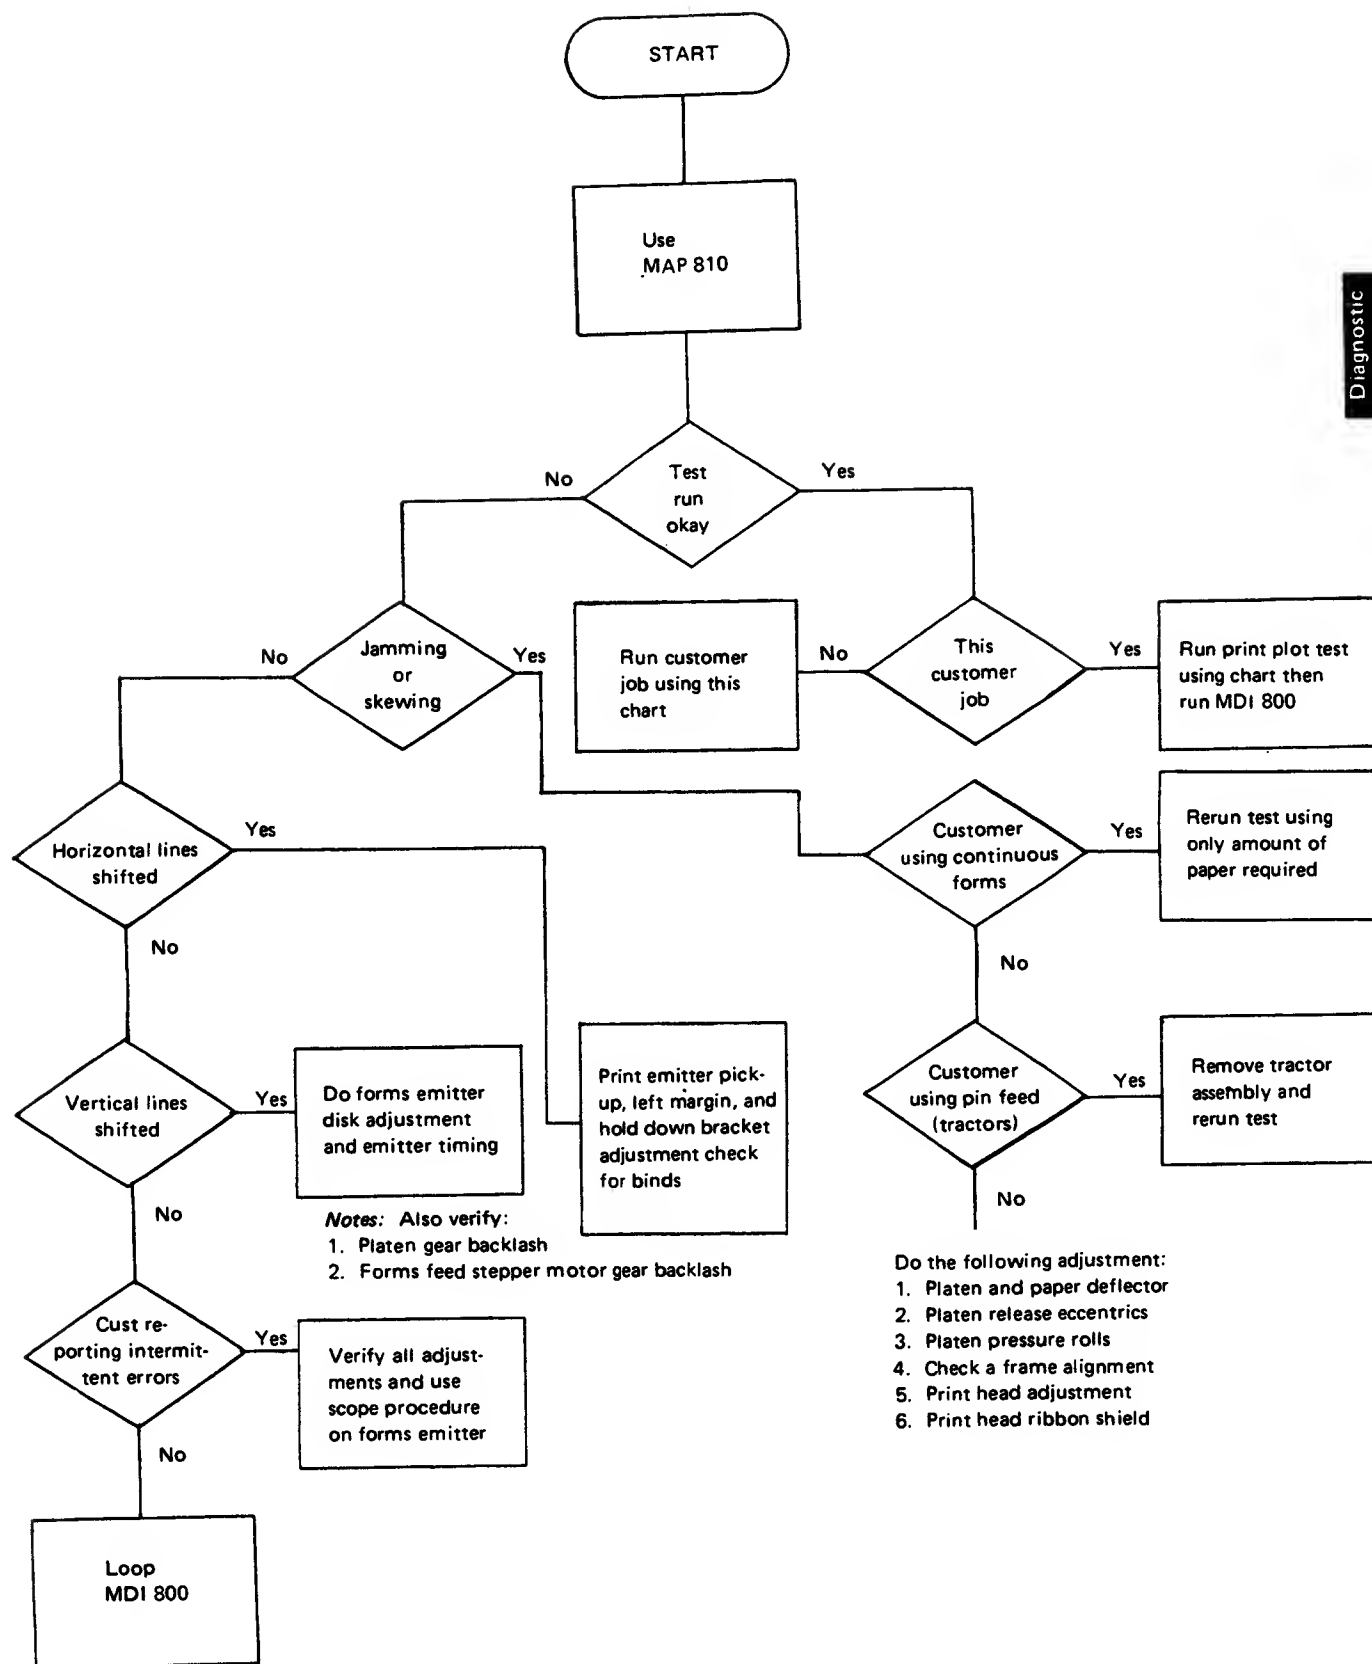 START
Use
MAP 810
Diagnostic
No
Test
run
okay
Yes
No
Jamming
or
skewing
Yes
Run customer
job using this
chart
No
This
customer
job
Yes
Run print plot test
using chart then
run MDI 800
Horizontal lines
shifted
Yes
No
Customer
using continuous
forms
Yes
Rerun test using
only amount of
paper required
No
Vertical lines
shifted
Yes
Do forms emitter
disk adjustment
and emitter timing
No
Print emitter pick-
up, left margin, and
hold down bracket
adjustment check
for binds
Customer
using pin feed
(tractors)
Yes
Remove tractor
assembly and
rerun test
No
Notes: Also verify:
1. Platen gear backlash
2. Forms feed stepper motor gear backlash
Do the following adjustment:
1. Platen and paper deflector
2. Platen release eccentrics
3. Platen pressure rolls
4. Check a frame alignment
5. Print head adjustment
6. Print head ribbon shield
Cust re-
porting intermit-
tent errors
Yes
Verify all adjust-
ments and use
scope procedure
on forms emitter
No
Loop
MDI 800